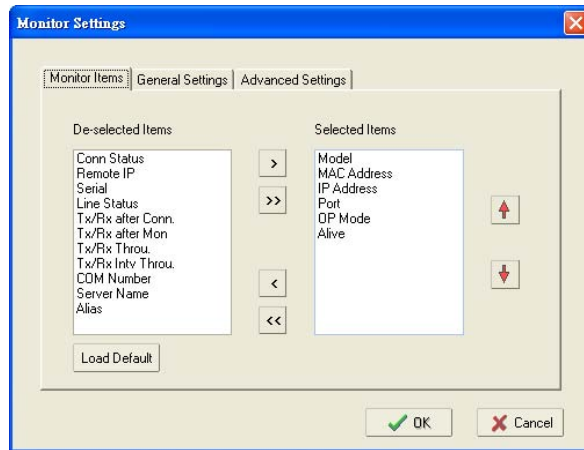 Monitor Settings
Monitor Items
General Settings
Advanced Settings
De-selected Items
Conn Status
Remote IP
Serial
Line Status
Tx/Rx after Conn.
Tx/Rx after Mon
Tx/Rx Throu.
Tx/Rx Intv Throu.
COM Number
Server Name
Alias
>
>>
<
<<
Selected Items
Model
MAC Address
IP Address
Port
OP Mode
Alive
Load Default
OK
Cancel